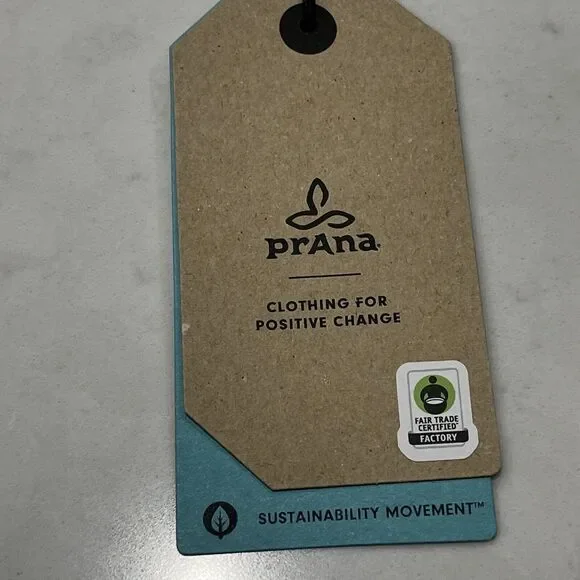 prAna
CLOTHING FOR
POSITIVE CHANGE
FAIR TRADE
CERTIFIED
FACTORY
SUSTAINABILITY MOVEMENT™